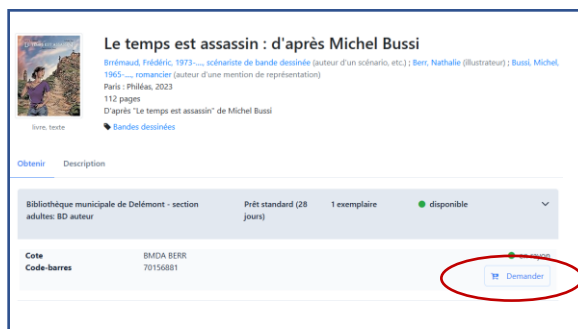 Le temps est assassin : d'après Michel Bussi
Brrémaud, Frédéric, 1973-..., scénariste de bande dessinée (auteur d'un scénario, etc.) ; Berr, Nathalie (illustrateur) ; Bussi, Michel,
1965-..., romancier (auteur d'une mention de représentation)
Paris : Philéas, 2023
112 pages
D'après "Le temps est assassin" de Michel Bussi
livre, texte
Bandes dessinées
Obtenir Description
Bibliothèque municipale de Delémont - section
adultes: BD auteur
Prêt standard (28
jours)
1 exemplaire
disponible
Cote BMDA BERR
Code-barres 70156881
Demander